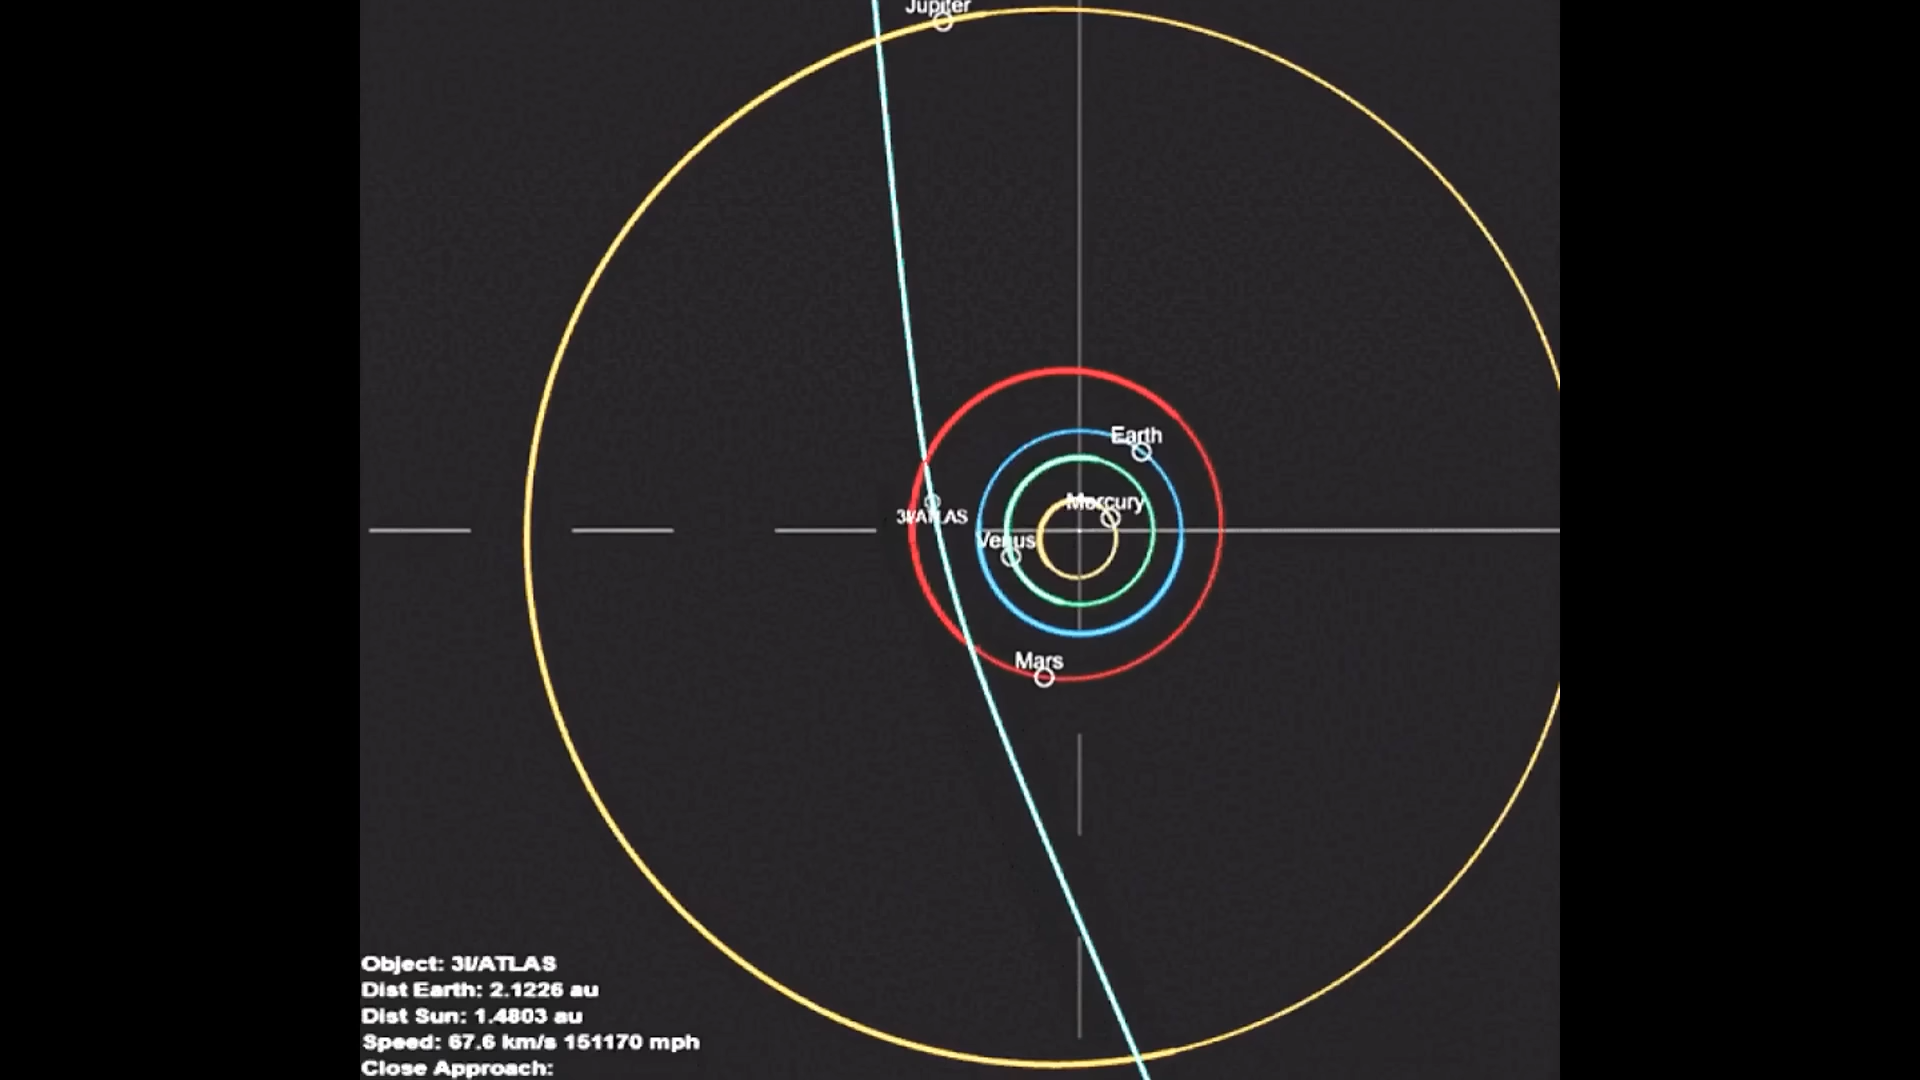 Jupiter
Earth
Mercury
3I/ATLAS
Venus
Mars
Object: 3I/ATLAS
Dist Earth: 2.1226 au
Dist Sun: 1.4803 au
Speed: 67.6 km/s 151170 mph
Close Approach: